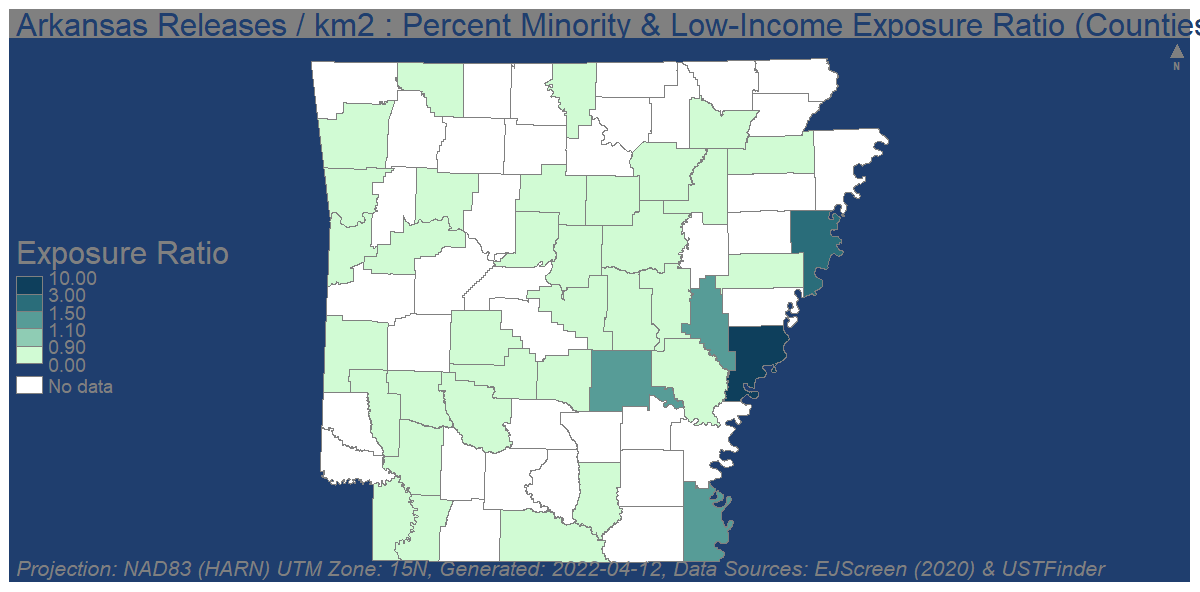 Arkansas Releases / km2 : Percent Minority & Low-Income Exposure Ratio (Counties
N
Exposure Ratio
10.00
3.00
1.50
1.10
0.90
0.00
No data
Projection: NAD83 (HARN) UTM Zone: 15N, Generated: 2022-04-12, Data Sources: EJScreen (2020) & USTFinder